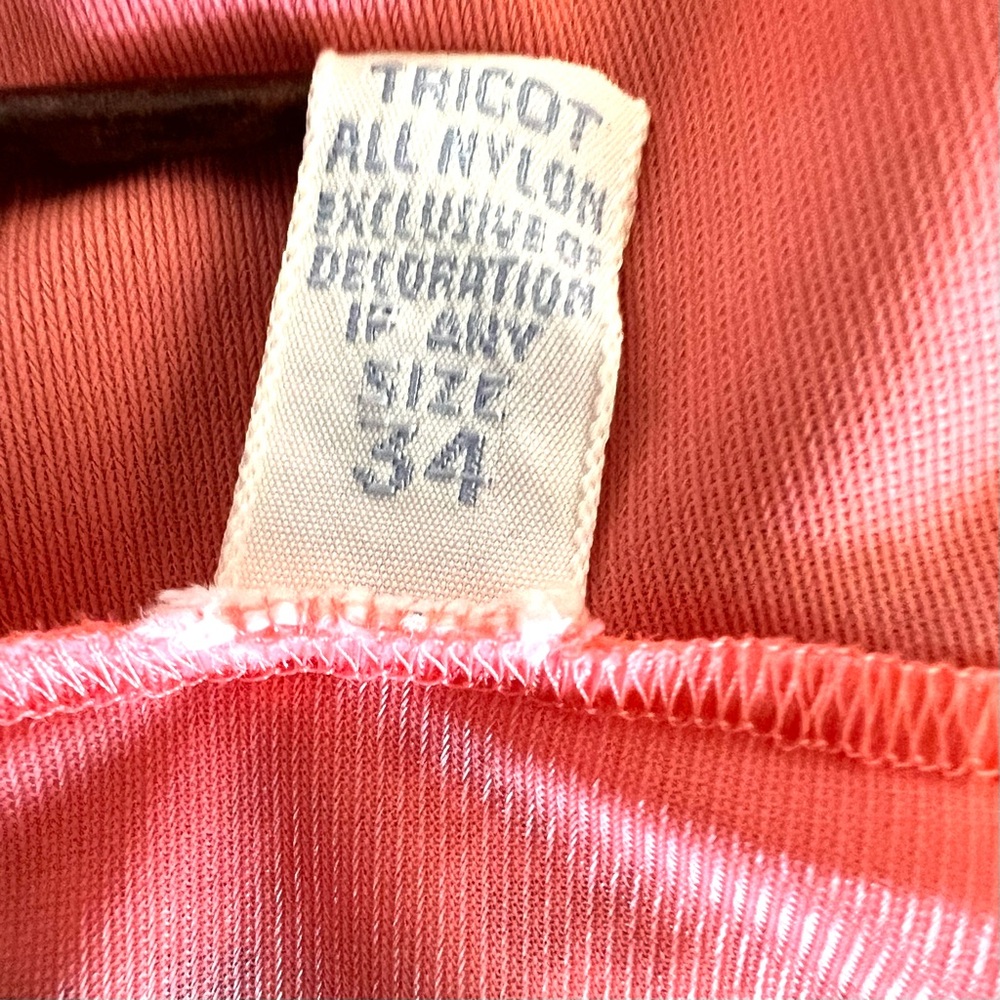 TRICOT
ALL NYLON
EXCLUSIVE OF
DECORATION
IF ANY
SIZE
34